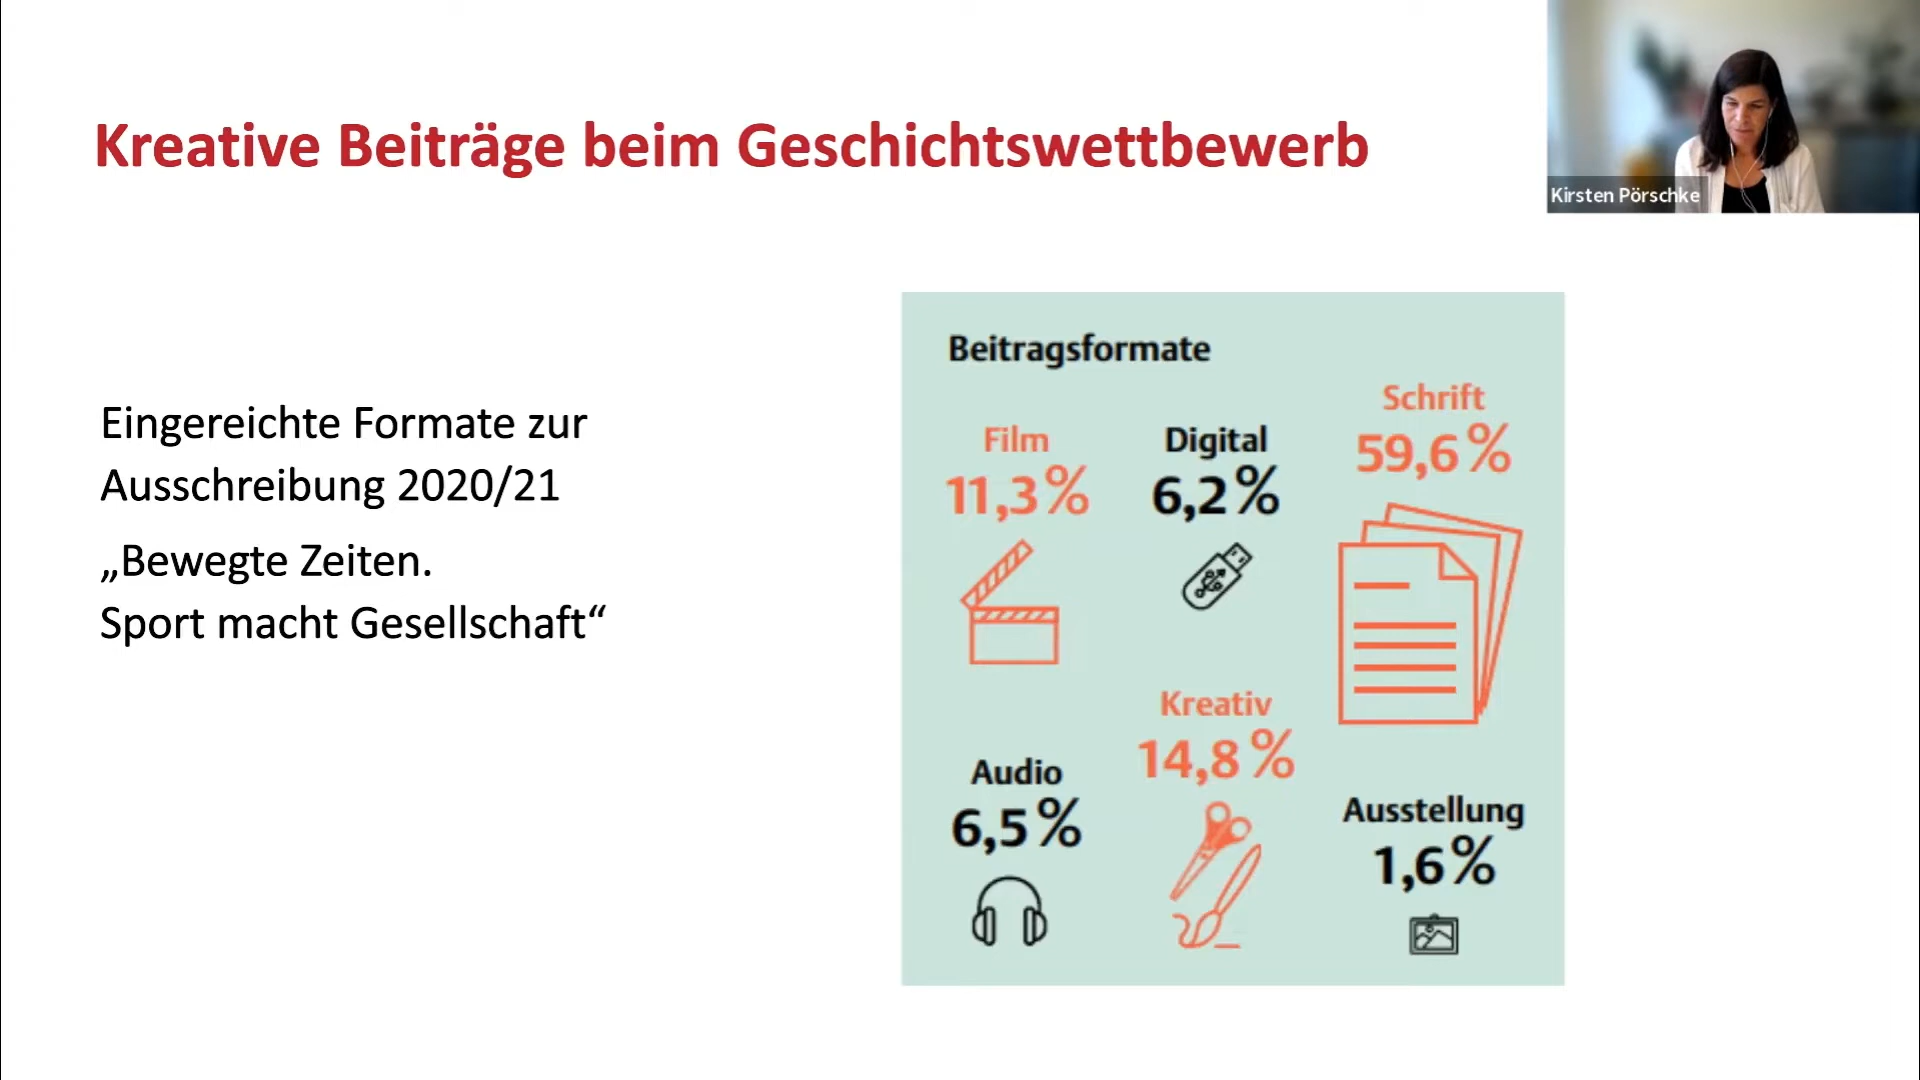 Kreative Beiträge beim Geschichtswettbewerb
Kirsten Pörschke
Eingereichte Formate zur
Ausschreibung 2020/21
„Bewegte Zeiten.
Sport macht Gesellschaft“
Beitragsformate
Film
11,3 %
Digital
6,2 %
Schrift
59,6 %
Audio
6,5 %
Kreativ
14,8 %
Ausstellung
1,6 %